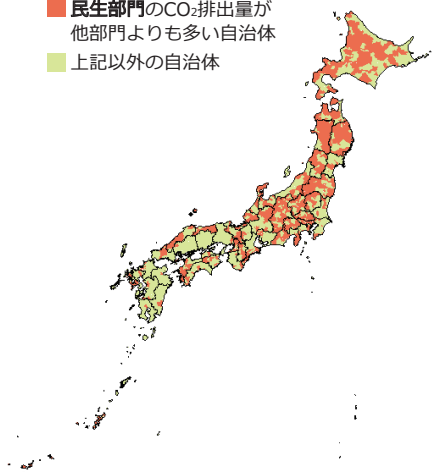 民生部門のCO₂排出量が
他部門よりも多い自治体
上記以外の自治体